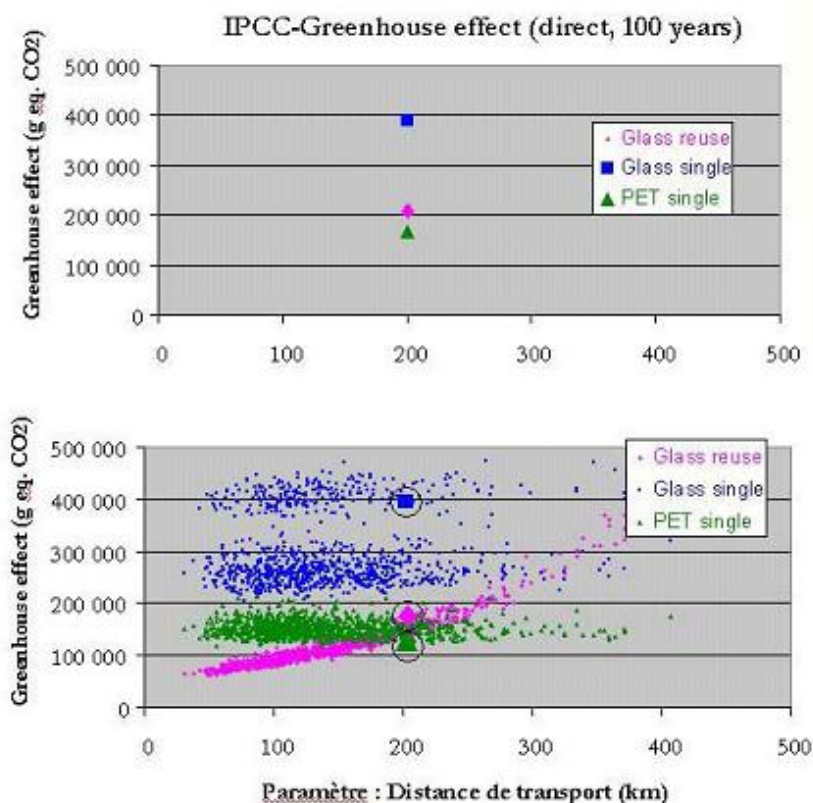 IPCC-Greenhouse effect (direct, 100 years)
Greenhouse effect (g eq. CO2)
500 000
400 000
300 000
200 000
100 000
0
Glass reuse
Glass single
PET single
0 100 200 300 400 500
Greenhouse effect (g eq. CO2)
500 000
400 000
300 000
200 000
100 000
0
Glass reuse
Glass single
PET single
0 100 200 300 400 500
Paramètre : Distance de transport (km)